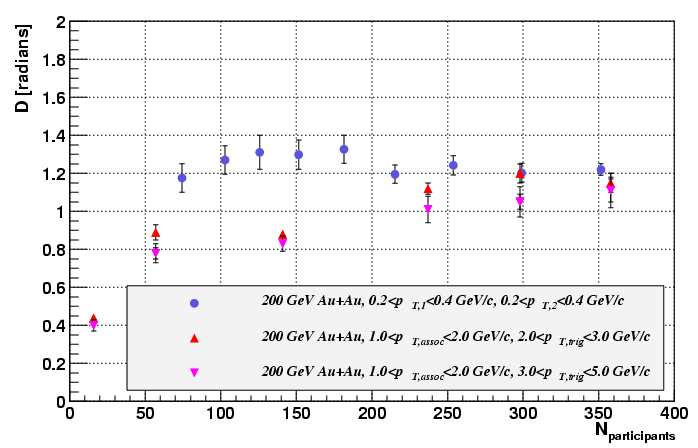 D [radians]
2
1.8
1.6
1.4
1.2
1
0.8
0.6
0.4
0.2
0
200 GeV Au+Au, 0.2<p T,1<0.4 GeV/c, 0.2<p T,2<0.4 GeV/c
200 GeV Au+Au, 1.0<p T,assoc<2.0 GeV/c, 2.0<p T,trig<3.0 GeV/c
200 GeV Au+Au, 1.0<p T,assoc<2.0 GeV/c, 3.0<p T,trig<5.0 GeV/c
0 50 100 150 200 250 300 350 400
Nparticipants